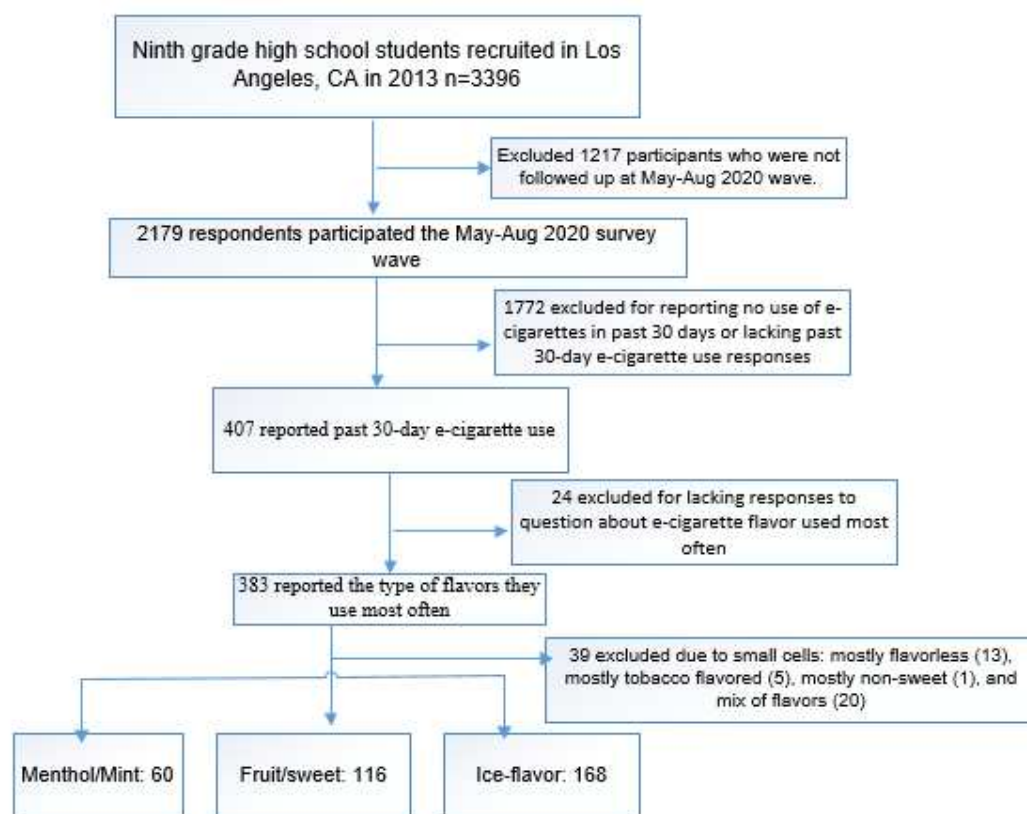 Ninth grade high school students recruited in Los
Angeles, CA in 2013 n=3396
Excluded 1217 participants who were not
followed up at May-Aug 2020 wave.
2179 respondents participated the May-Aug 2020 survey
wave
1772 excluded for reporting no use of e-
cigarettes in past 30 days or lacking past
30-day e-cigarette use responses
407 reported past 30-day e-cigarette use
24 excluded for lacking responses to
question about e-cigarette flavor used most
often
383 reported the type of flavors they
use most often
39 excluded due to small cells: mostly flavorless (13),
mostly tobacco flavored (5), mostly non-sweet (1), and
mix of flavors (20)
Menthol/Mint: 60
Fruit/sweet: 116
Ice-flavor: 168